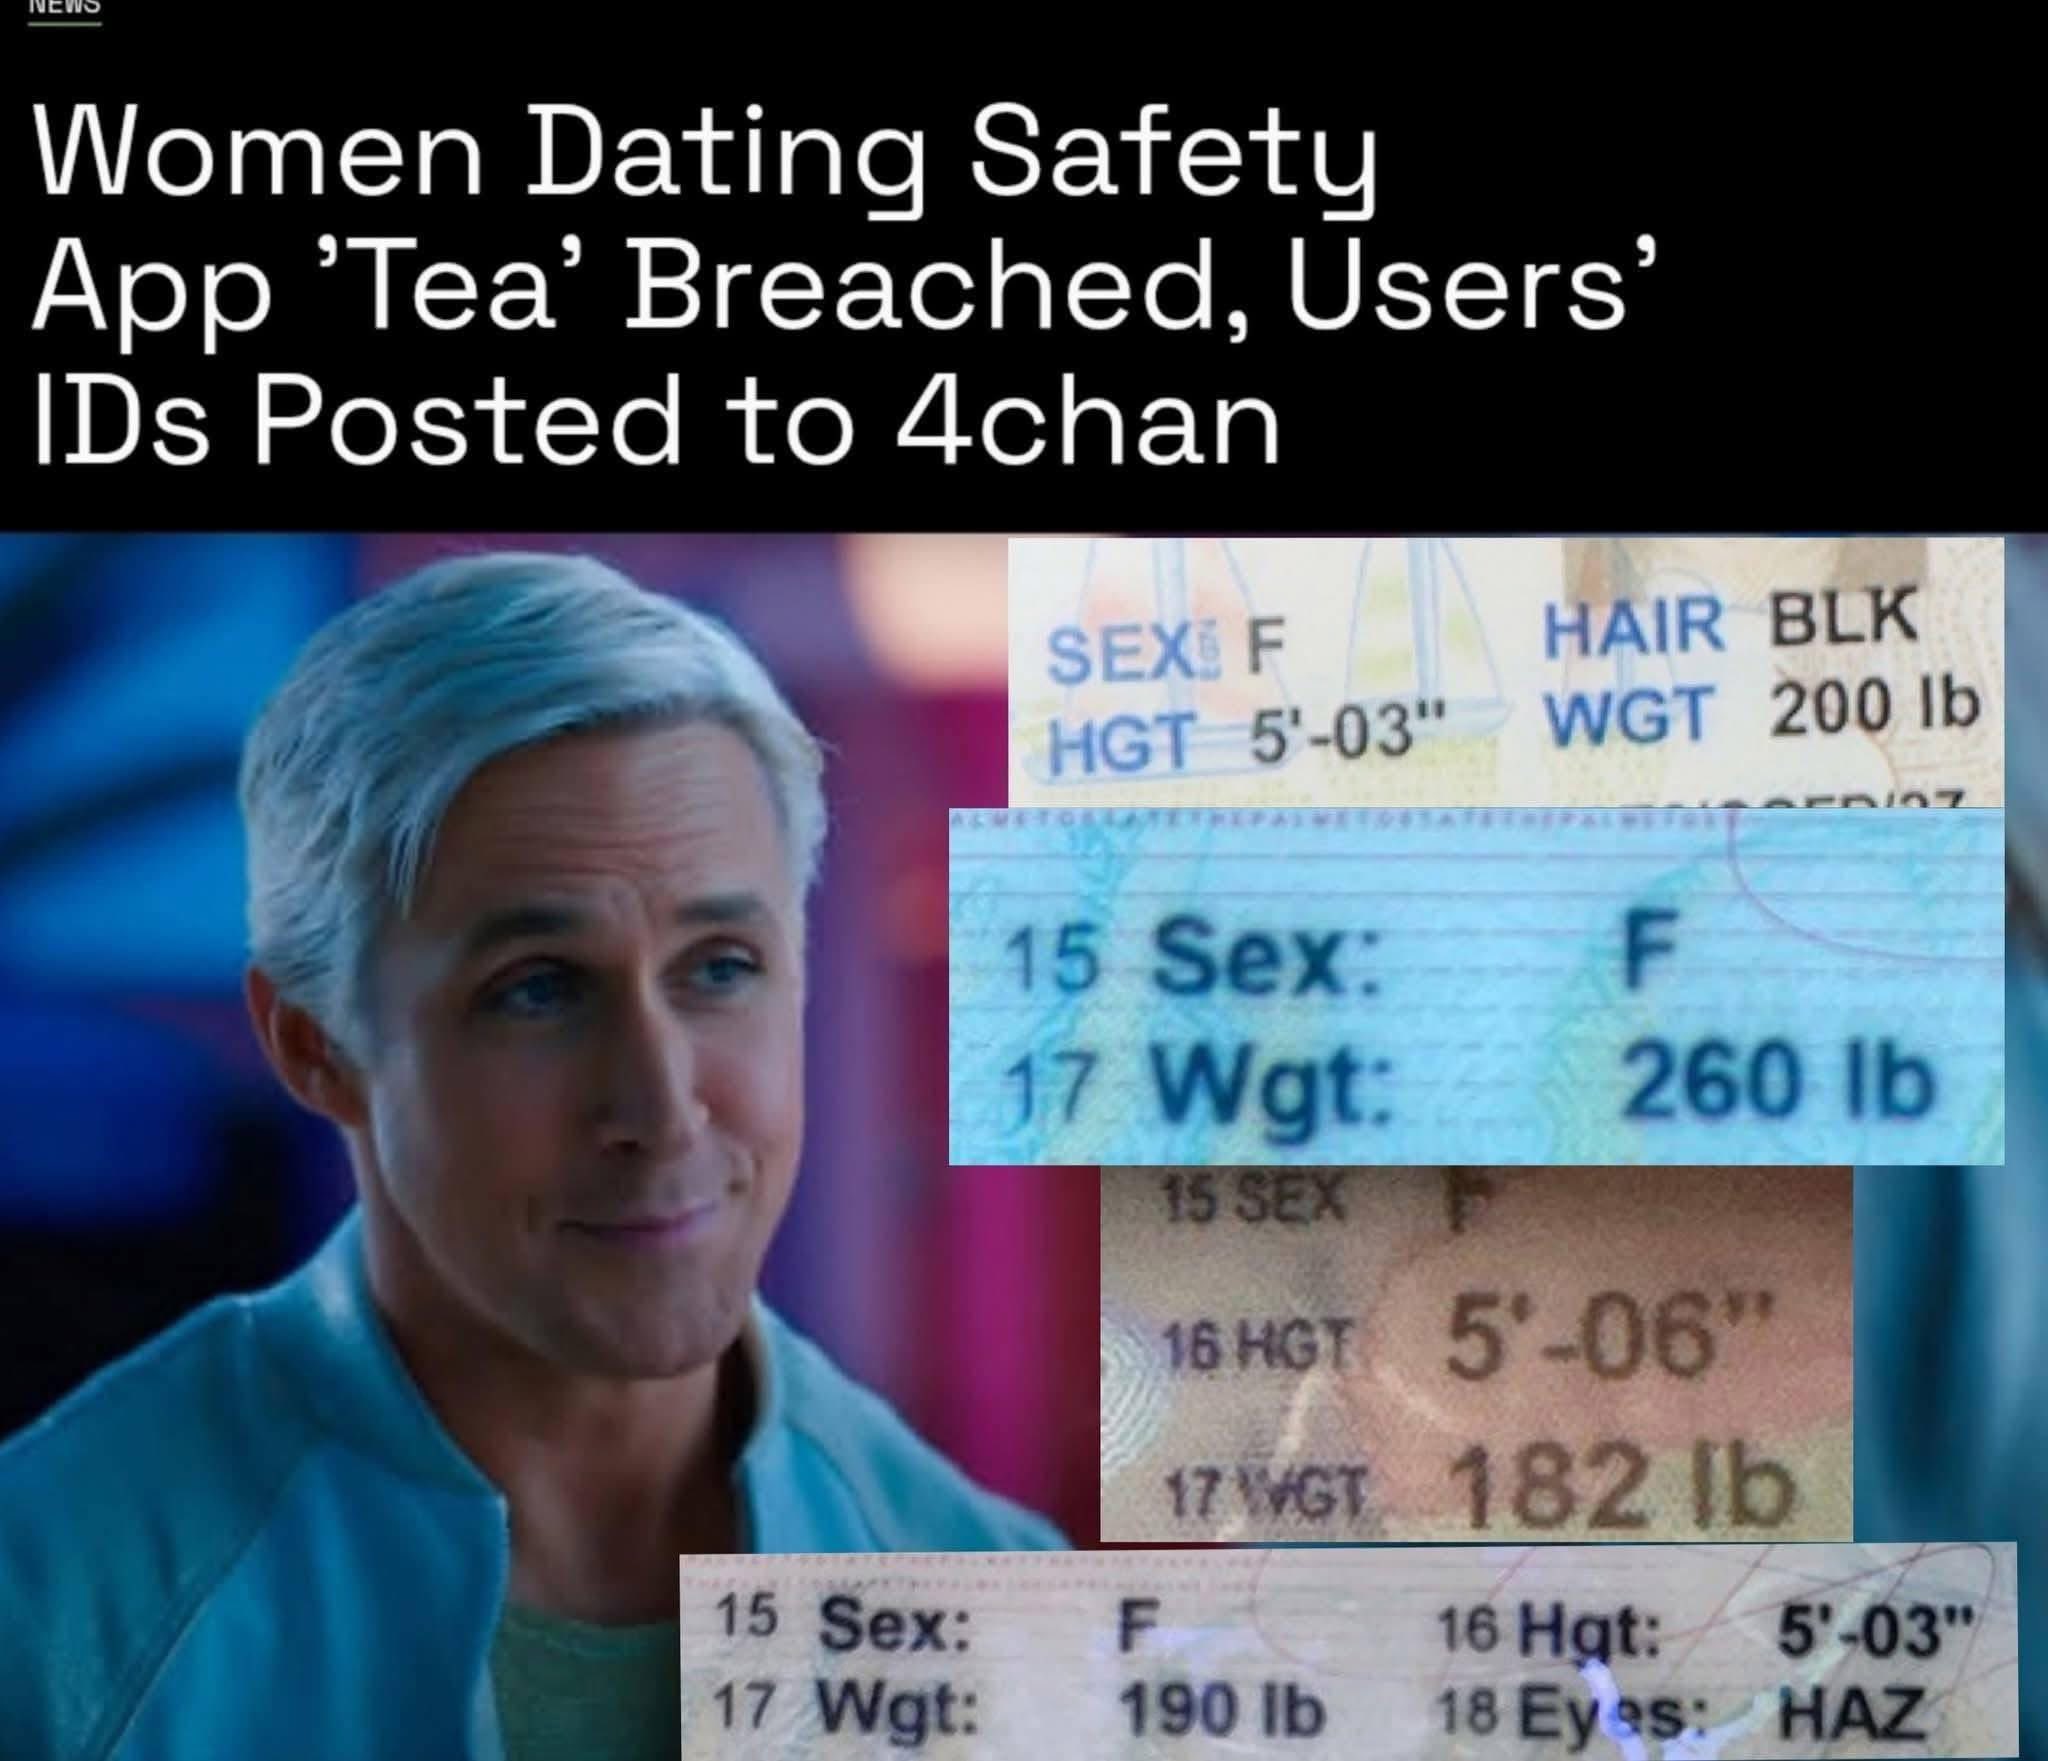 NEWS
Women Dating Safety
App 'Tea' Breached, Users'
IDs Posted to 4chan
SEX F HAIR BLK
HGT 5'-03" WGT 200 lb
15 Sex: F
17 Wgt: 260 lb
15 SEX F
16 HGT 5'-06"
17 WGT 182 lb
15 Sex: F 16 Hgt: 5'-03"
17 Wgt: 190 lb 18 Eyes: HAZ